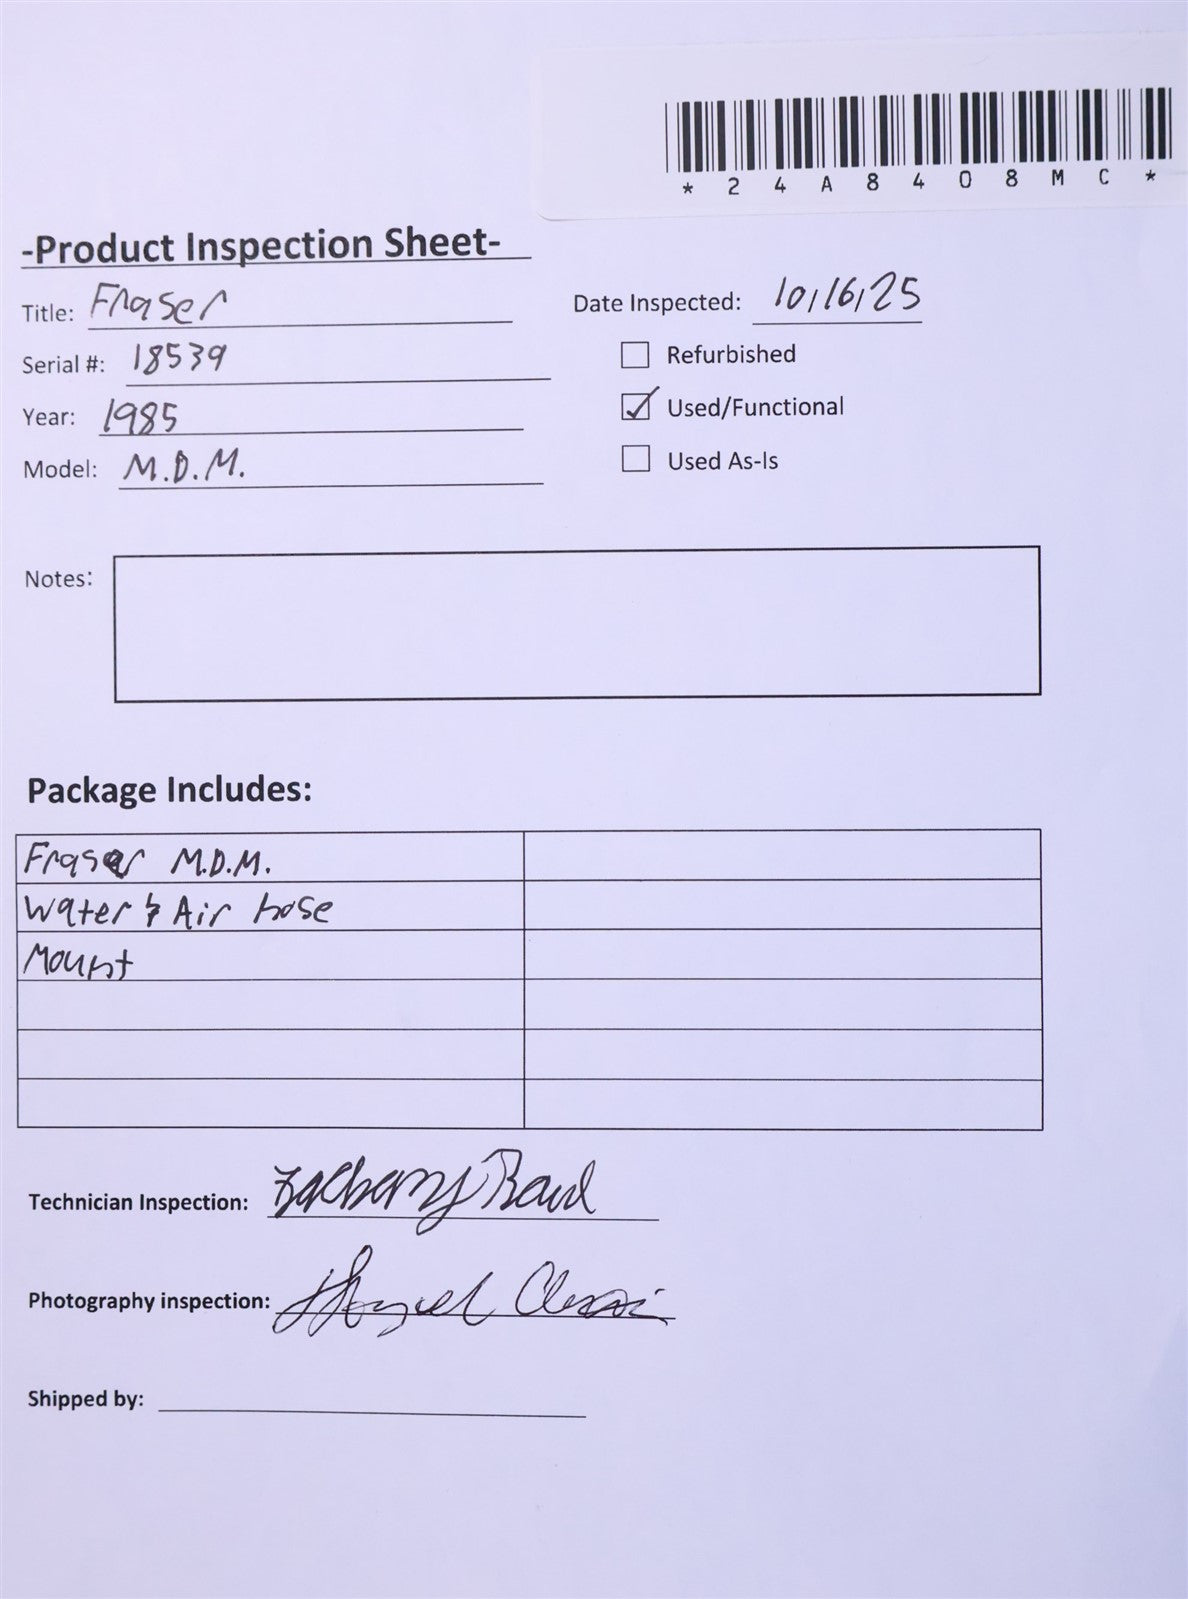 *24A8408MC*
-Product Inspection Sheet-
Title: Fraser
Date Inspected: 10/16/25
Serial #: 18539
Refurbished
Year: 1985
Used/Functional
Model: M.D.M.
Used As-Is
Notes:
Package Includes:
Fraser M.D.M.
Water & Air hose
Mount
Technician Inspection: Zachary
Photography inspection:
Shipped by: